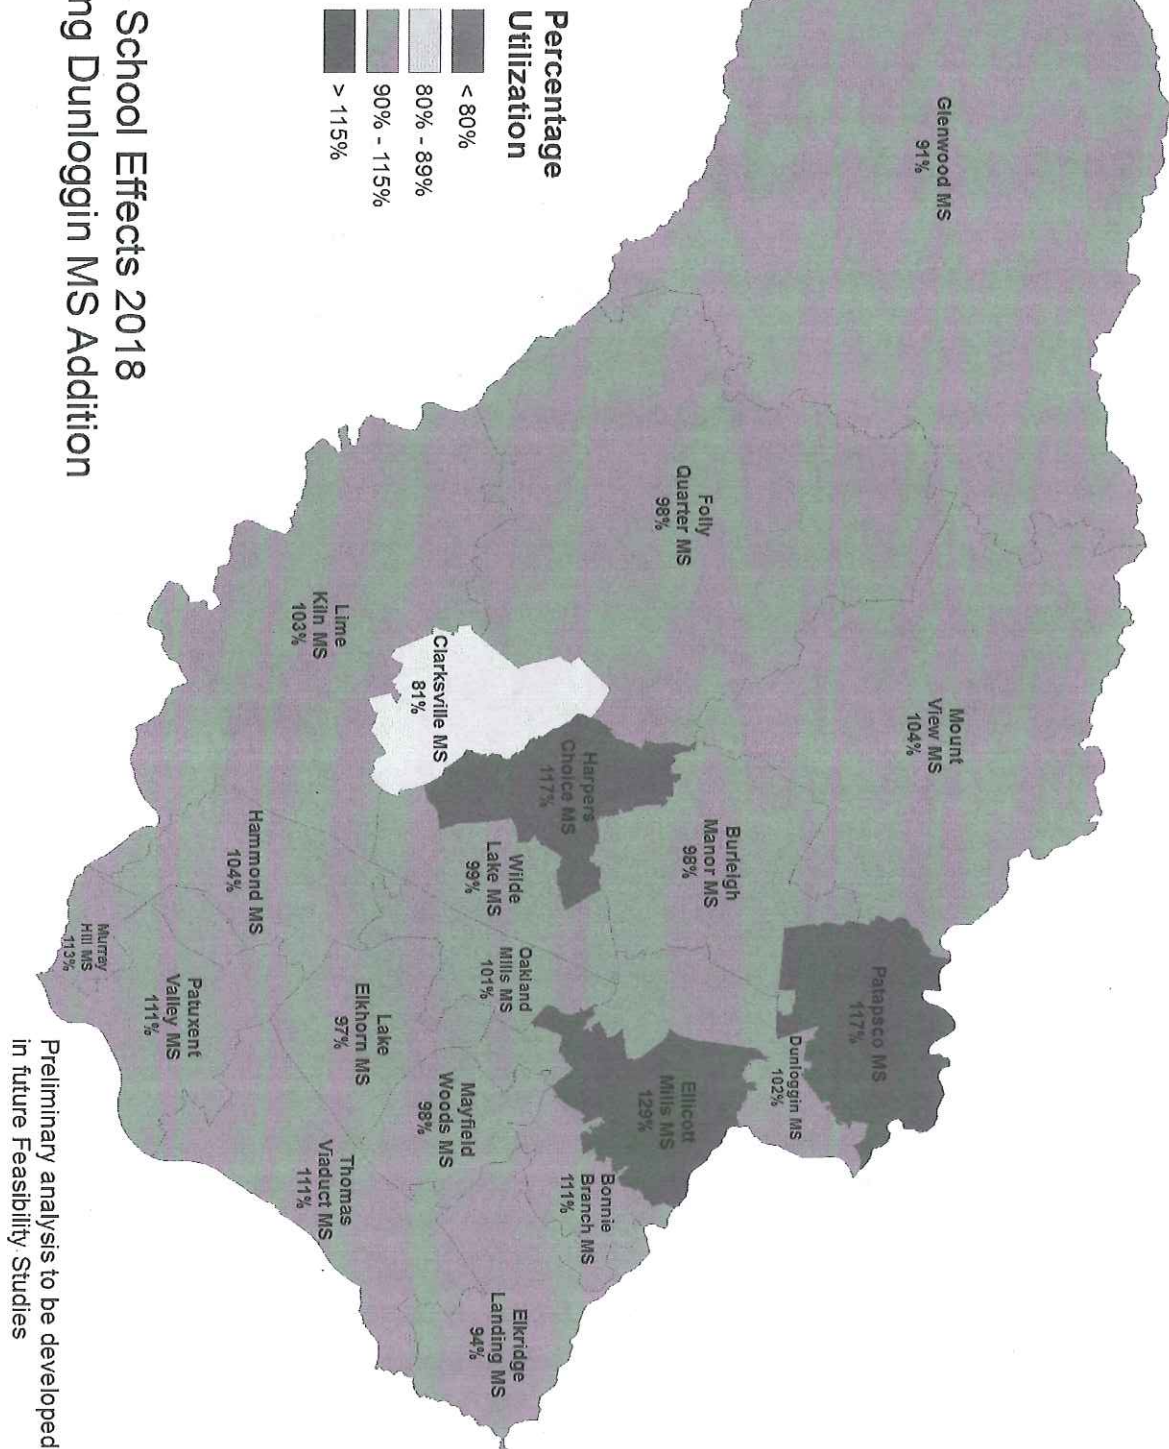 Glenwood MS
91%
Mount
View MS
104%
Patapsco MS
117%
Folly
Quarter MS
98%
Burleigh
Manor MS
98%
Dunloggin MS
102%
Ellicott
Mills MS
129%
Harpers
Choice MS
117%
Bonnie
Branch MS
111%
Wilde
Lake MS
99%
Oakland
Mills MS
101%
Elkridge
Landing MS
94%
Clarksville MS
81%
Mayfield
Woods MS
98%
Lime
Kiln MS
103%
Lake
Elkhorn MS
97%
Thomas
Viaduct MS
111%
Hammond MS
104%
Patuxent
Valley MS
111%
Murray
Hill MS
113%
Percentage
Utilization
< 80%
80% - 89%
90% - 115%
> 115%
School Effects 2018
ng Dunloggin MS Addition
Preliminary analysis to be developed
in future Feasibility Studies